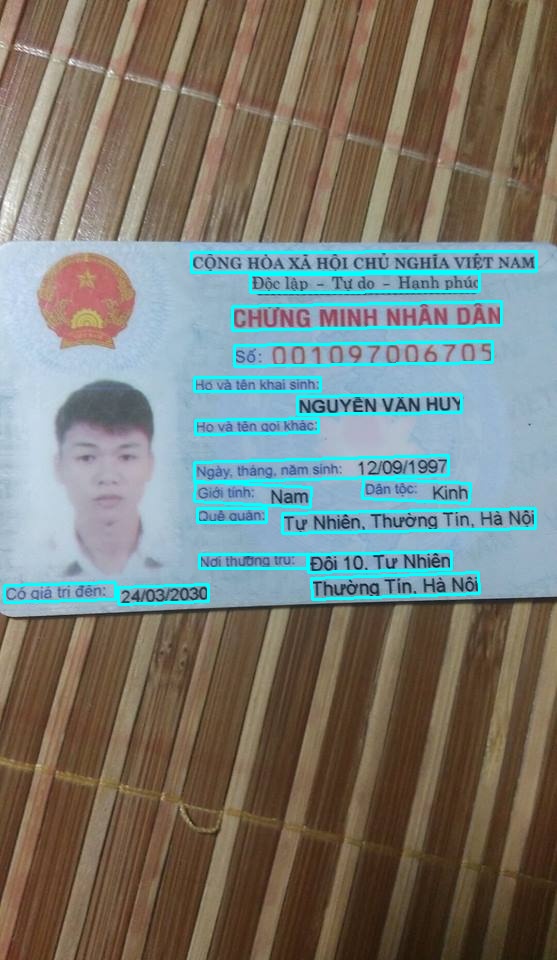 CỘNG HÒA XÃ HỘI CHỦ NGHĨA VIỆT NAM
Độc lập - Tự do - Hạnh phúc
CHỨNG MINH NHÂN DÂN
Số: 001097006705
Họ và tên khai sinh:
NGUYỄN VĂN HUY
Họ và tên gọi khác:
Ngày, tháng, năm sinh: 12/09/1997
Giới tính: Nam Dân tộc: Kinh
Quê quán: Tự Nhiên, Thường Tín, Hà Nội
Nơi thường trú: Đội 10, Tự Nhiên
Thường Tín, Hà Nội
Có giá trị đến: 24/03/2030